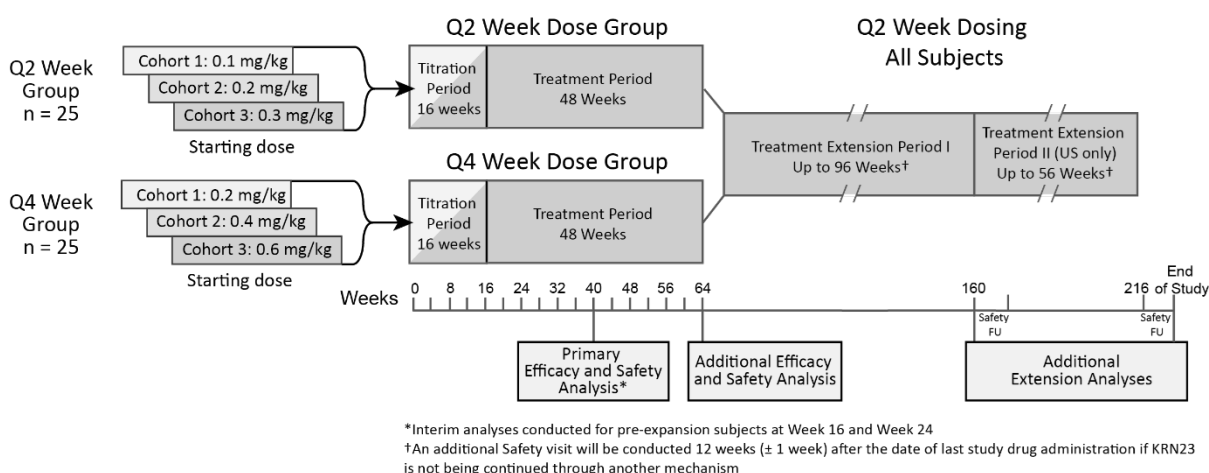 Q2 Week
Group
n = 25
Cohort 1: 0.1 mg/kg
Cohort 2: 0.2 mg/kg
Cohort 3: 0.3 mg/kg
Starting dose
Q2 Week Dose Group
Titration
Period
16 weeks
Treatment Period
48 Weeks
Q2 Week Dosing
All Subjects
Treatment Extension Period I
Up to 96 Weeks†
Treatment Extension
Period II (US only)
Up to 56 Weeks†
Q4 Week
Group
n = 25
Cohort 1: 0.2 mg/kg
Cohort 2: 0.4 mg/kg
Cohort 3: 0.6 mg/kg
Starting dose
Q4 Week Dose Group
Titration
Period
16 weeks
Treatment Period
48 Weeks
Weeks
0 8 16 24 32 40 48 56 64 160 216
End
of Study
Safety
FU
Safety
FU
Primary
Efficacy and Safety
Analysis*
Additional Efficacy
and Safety Analysis
Additional
Extension Analyses
*Interim analyses conducted for pre-expansion subjects at Week 16 and Week 24
†An additional Safety visit will be conducted 12 weeks (± 1 week) after the date of last study drug administration if KRN23
is not being continued through another mechanism